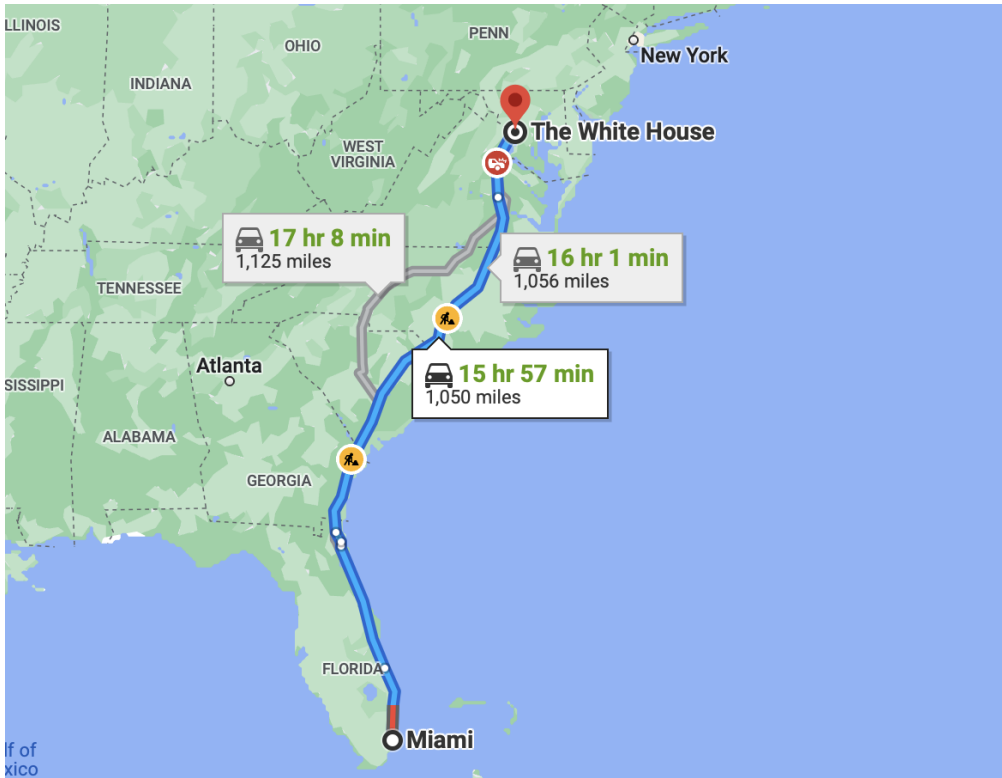 LLINOIS
PENN
OHIO
New York
INDIANA
The White House
WEST
VIRGINIA
17 hr 8 min
1,125 miles
16 hr 1 min
1,056 miles
TENNESSEE
Atlanta
15 hr 57 min
1,050 miles
SISSIPPI
ALABAMA
GEORGIA
FLORIDA
Miami
lf of
xico